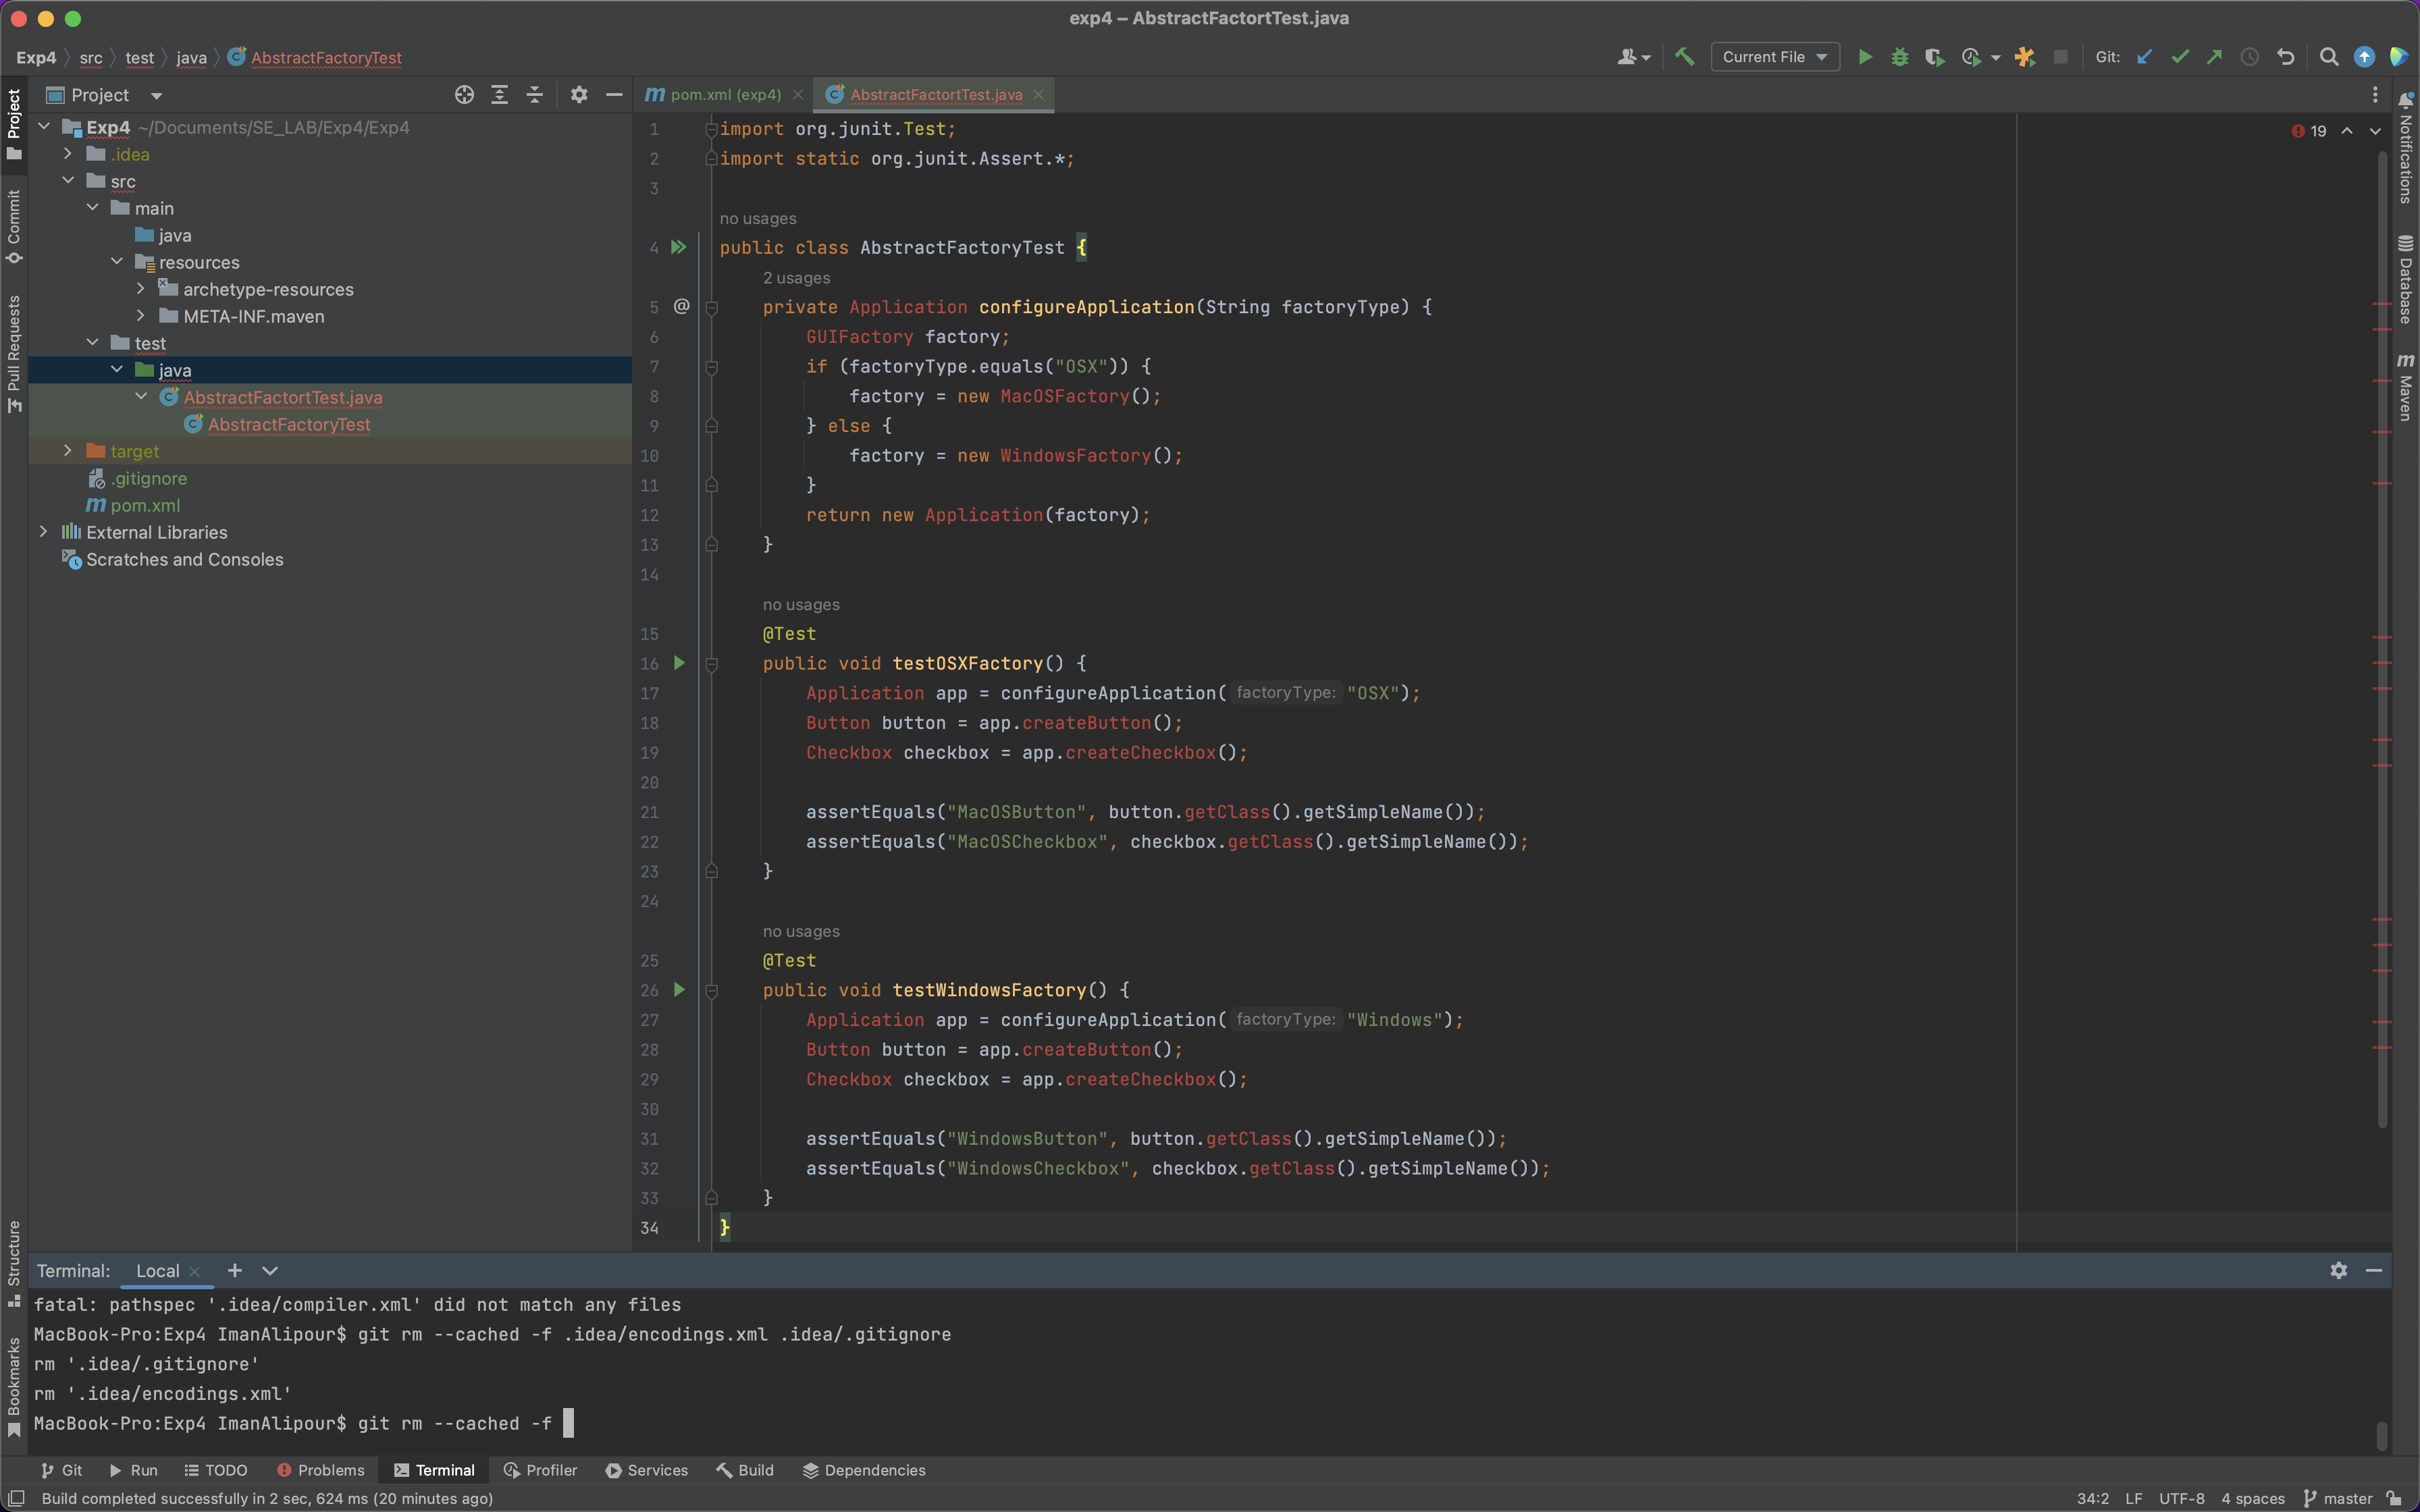 exp4 – AbstractFactortTest.java
Exp4 src test java AbstractFactoryTest
Current File
Git:
Project
pom.xml (exp4)
AbstractFactortTest.java
Exp4 ~/Documents/SE_LAB/Exp4/Exp4
.idea
src
main
java
resources
archetype-resources
META-INF.maven
test
java
AbstractFactortTest.java
AbstractFactoryTest
target
.gitignore
pom.xml
External Libraries
Scratches and Consoles
Project
Commit
Pull Requests
Structure
Bookmarks
19
Notifications
Database
Maven
1 import org.junit.Test;
2 import static org.junit.Assert.*;
3
no usages
4 public class AbstractFactoryTest {
2 usages
5 @ private Application configureApplication(String factoryType) {
6 GUIFactory factory;
7 if (factoryType.equals("OSX")) {
8 factory = new MacOSFactory();
9 } else {
10 factory = new WindowsFactory();
11 }
12 return new Application(factory);
13 }
14
no usages
15 @Test
16 public void testOSXFactory() {
17 Application app = configureApplication( factoryType: "OSX");
18 Button button = app.createButton();
19 Checkbox checkbox = app.createCheckbox();
20
21 assertEquals("MacOSButton", button.getClass().getSimpleName());
22 assertEquals("MacOSCheckbox", checkbox.getClass().getSimpleName());
23 }
24
no usages
25 @Test
26 public void testWindowsFactory() {
27 Application app = configureApplication( factoryType: "Windows");
28 Button button = app.createButton();
29 Checkbox checkbox = app.createCheckbox();
30
31 assertEquals("WindowsButton", button.getClass().getSimpleName());
32 assertEquals("WindowsCheckbox", checkbox.getClass().getSimpleName());
33 }
34 }
Terminal: Local
fatal: pathspec '.idea/compiler.xml' did not match any files
MacBook-Pro:Exp4 ImanAlipour$ git rm --cached -f .idea/encodings.xml .idea/.gitignore
rm '.idea/.gitignore'
rm '.idea/encodings.xml'
MacBook-Pro:Exp4 ImanAlipour$ git rm --cached -f
Git Run TODO Problems Terminal Profiler Services Build Dependencies
Build completed successfully in 2 sec, 624 ms (20 minutes ago)
34:2 LF UTF-8 4 spaces master